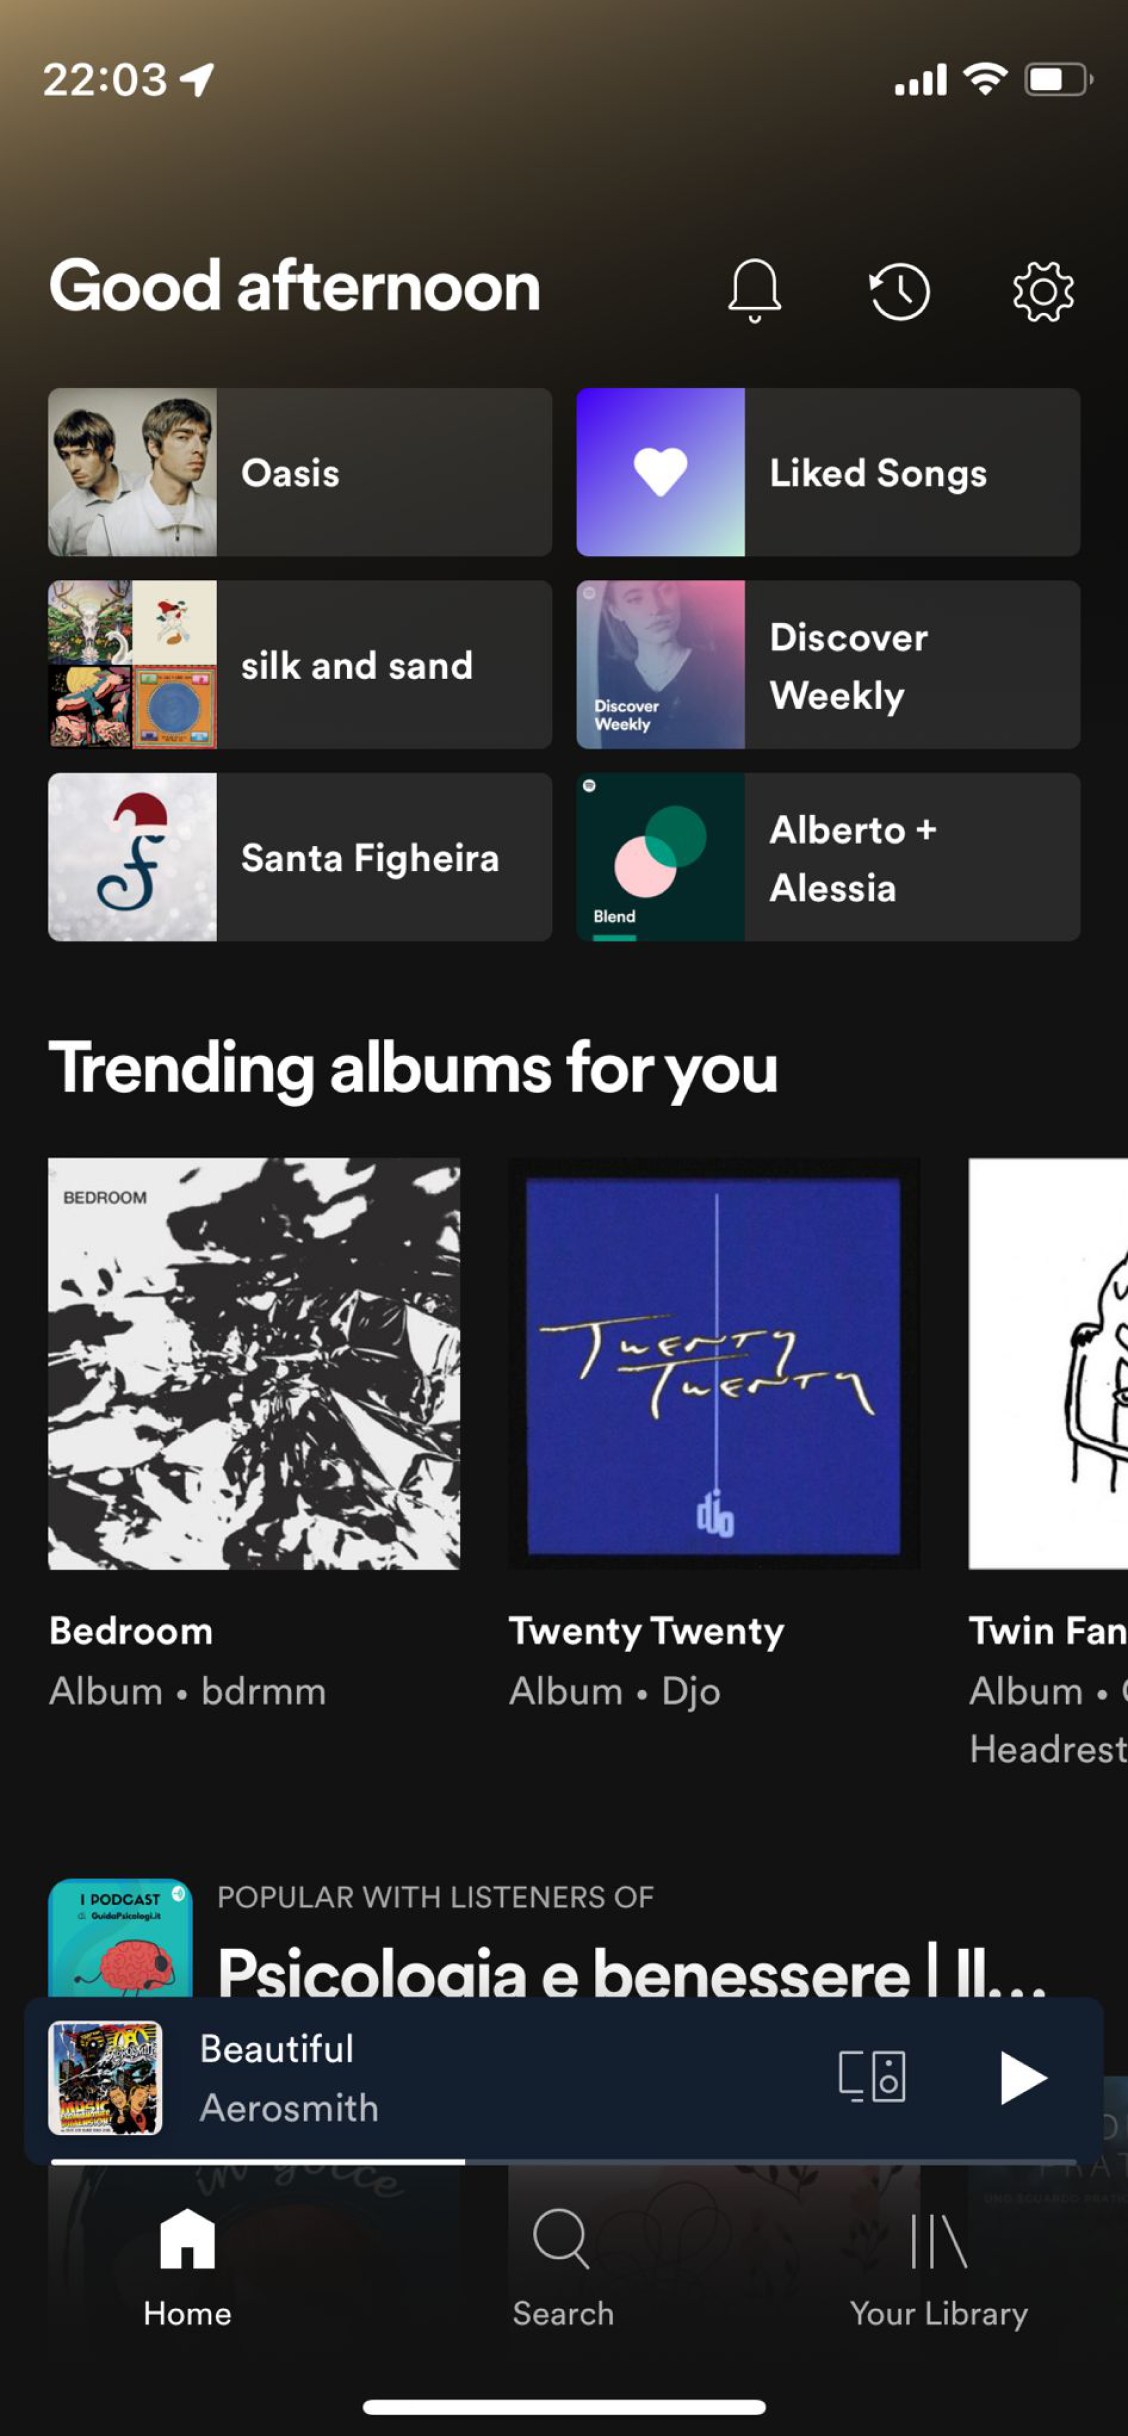 22:03
Good afternoon
Oasis
Liked Songs
silk and sand
Discover
Weekly
Discover
Weekly
Santa Figheira
Blend
Alberto +
Alessia
Trending albums for you
BEDROOM
TWENTY
TWENTY
djo
Bedroom
Album • bdrmm
Twenty Twenty
Album • Djo
Twin Fan
Album •
Headrest
I PODCAST
di GuidaPsicologi.it
POPULAR WITH LISTENERS OF
Psicologia e benessere | Il...
Beautiful
Aerosmith
Home
Search
Your Library